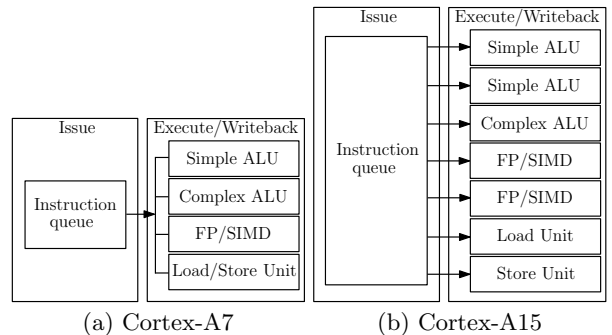 Issue
Execute/Writeback
Instruction
queue
Simple ALU
Complex ALU
FP/SIMD
Load/Store Unit
(a) Cortex-A7
Issue
Execute/Writeback
Instruction
queue
Simple ALU
Simple ALU
Complex ALU
FP/SIMD
FP/SIMD
Load Unit
Store Unit
(b) Cortex-A15